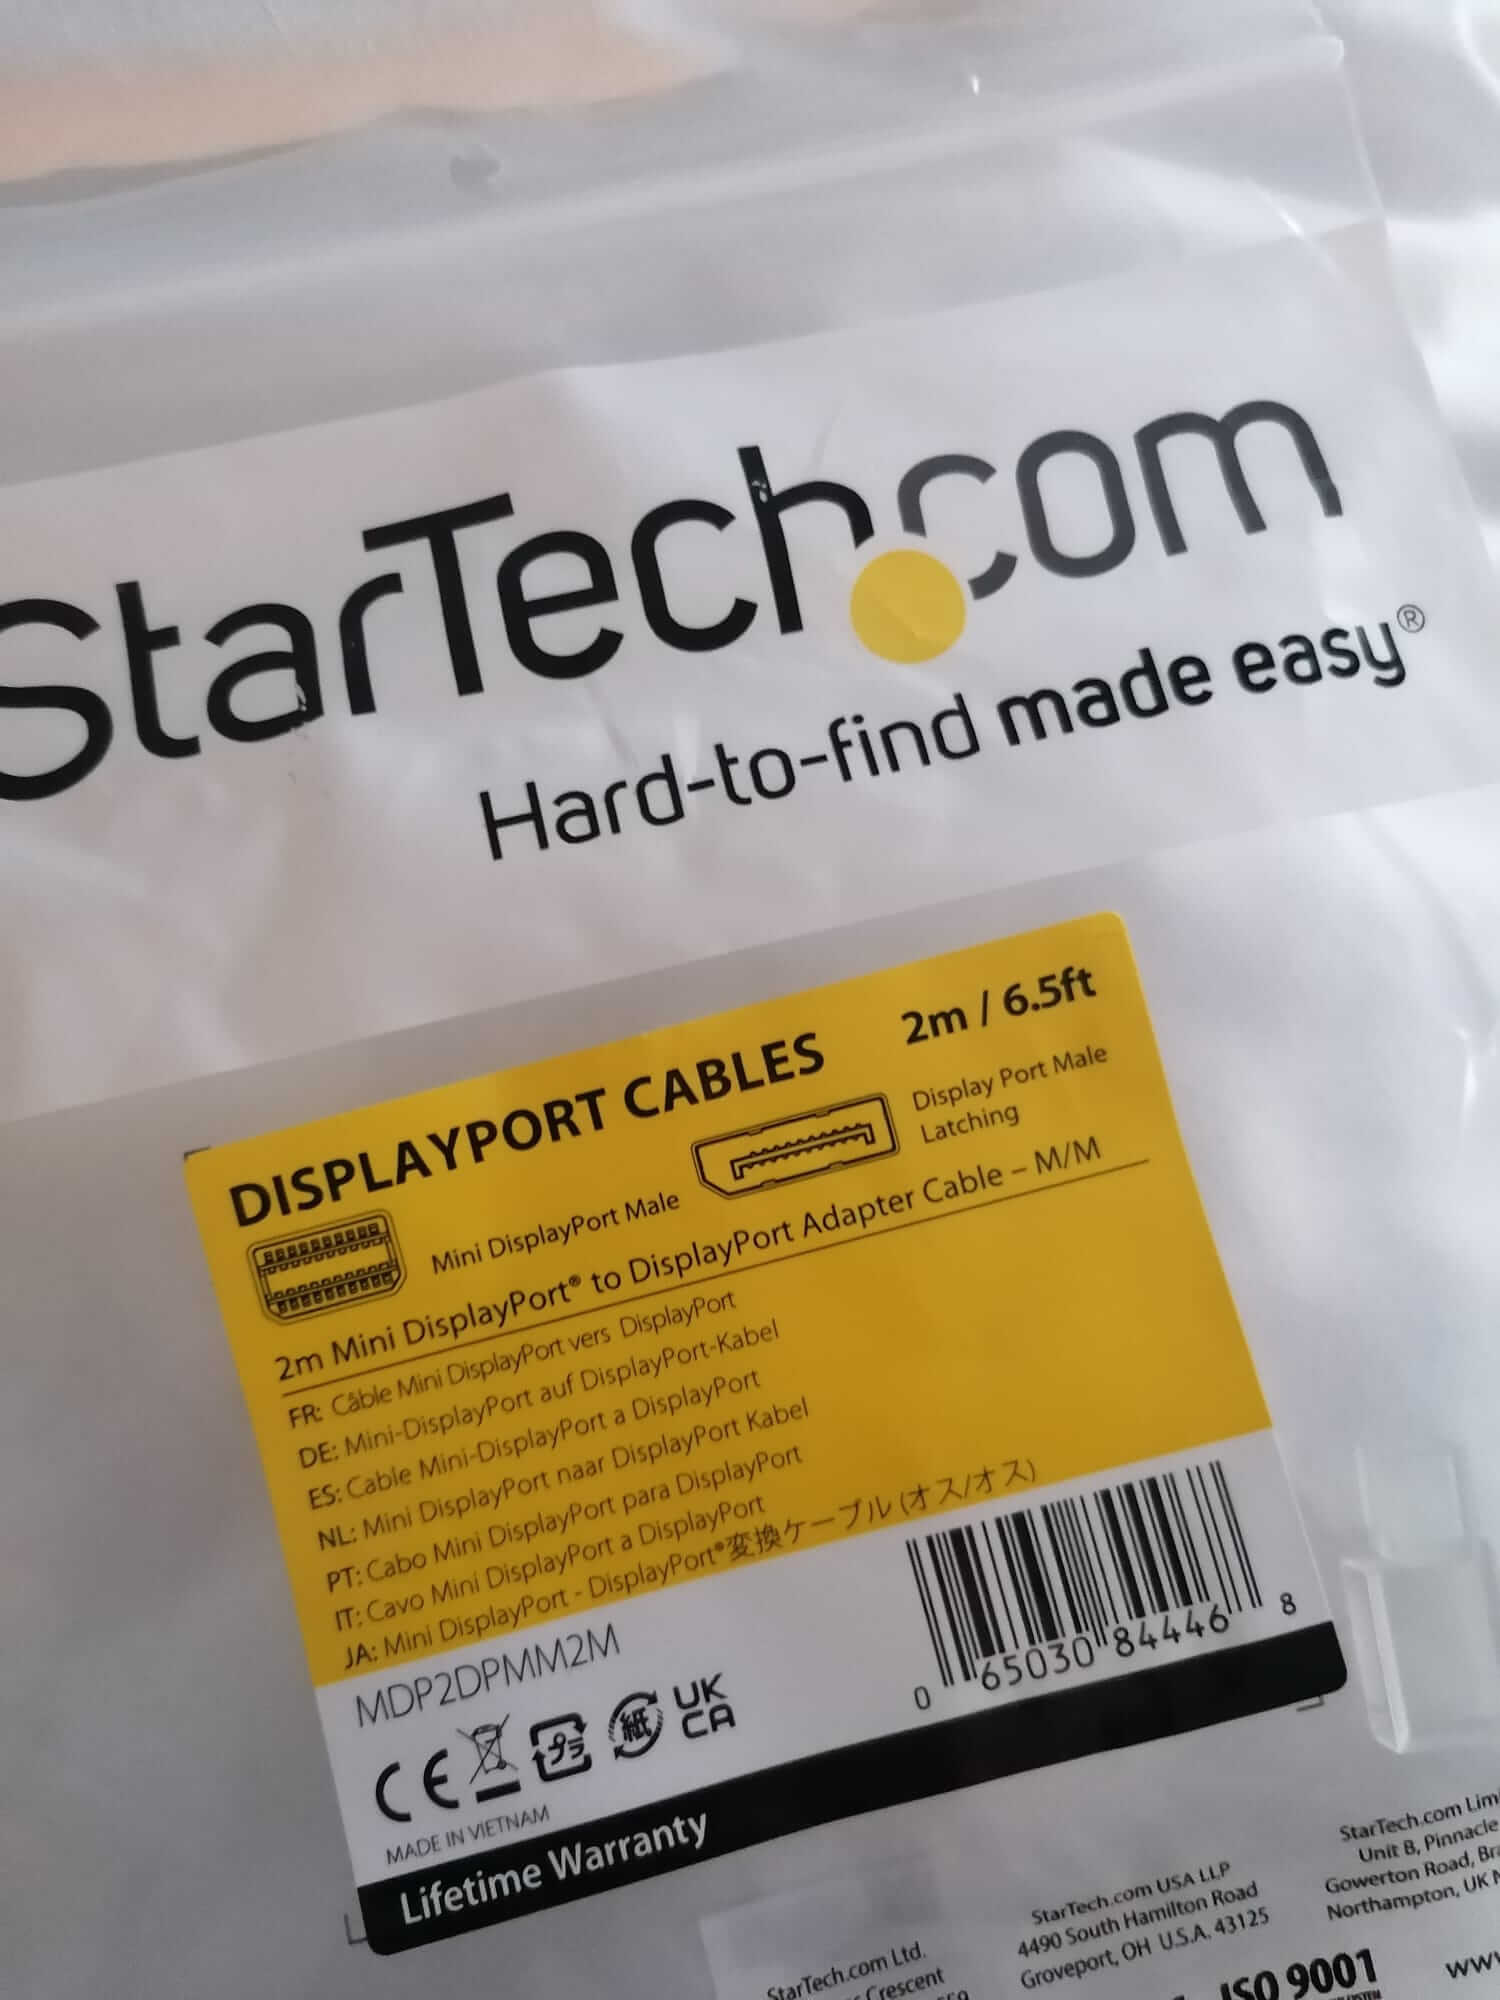 StarTech.com
Hard-to-find made easy®
DISPLAYPORT CABLES
2m / 6.5ft
Mini DisplayPort Male
Display Port Male
Latching
2m Mini DisplayPort® to DisplayPort Adapter Cable – M/M
FR: Câble Mini DisplayPort vers DisplayPort
DE: Mini-DisplayPort auf DisplayPort-Kabel
ES: Cable Mini-DisplayPort a DisplayPort
NL: Mini DisplayPort naar DisplayPort Kabel
PT: Cabo Mini DisplayPort para DisplayPort
IT: Cavo Mini DisplayPort a DisplayPort
JA: Mini DisplayPort - DisplayPort®変換ケーブル (オス/オス)
MDP2DPMM2M
0 65030 84446 8
CE プラ 紙 UK
CA
MADE IN VIETNAM
Lifetime Warranty
StarTech.com Ltd.
Crescent
StarTech.com USA LLP
4490 South Hamilton Road
Groveport, OH U.S.A. 43125
StarTech.com
Unit B, Pinnacle
Gowerton Road,
Northampton, UK
ISO 9001